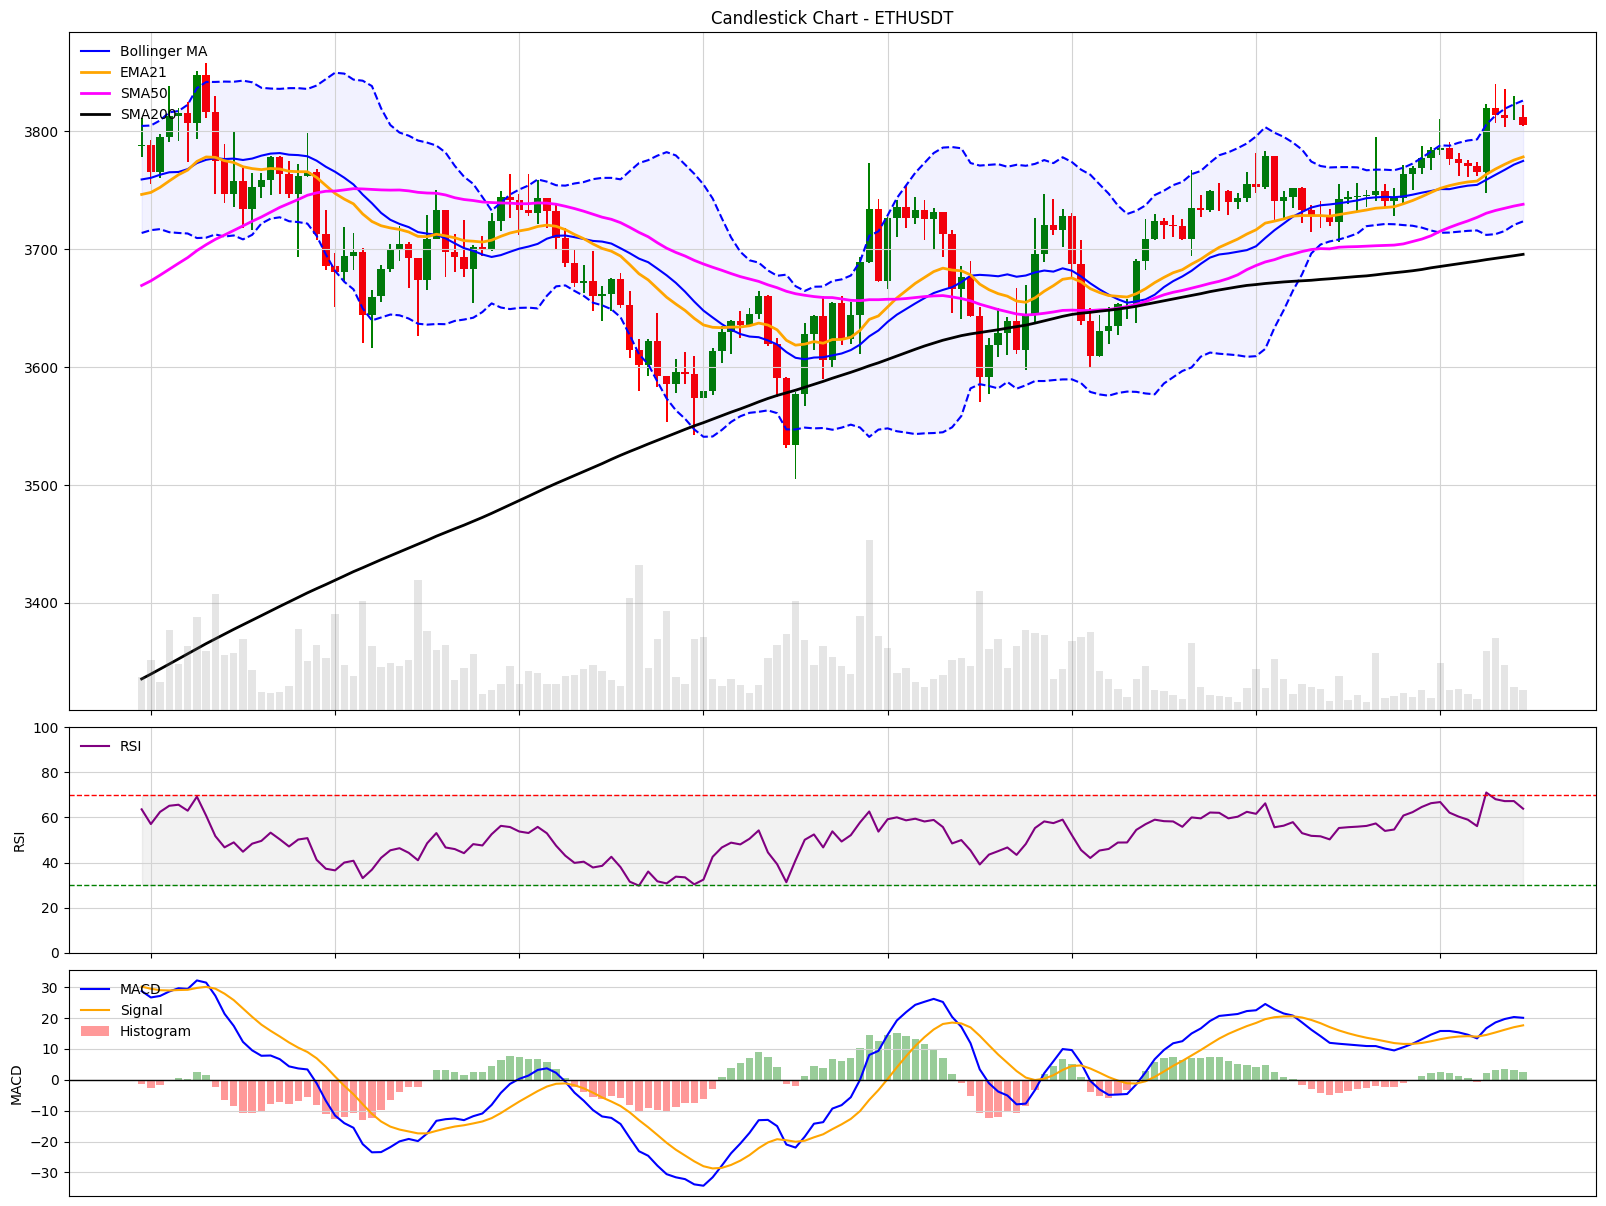 Candlestick Chart - ETHUSDT
Bollinger MA
EMA21
SMA50
SMA200
3800
3700
3600
3500
3400
100
80
60
40
20
0
RSI
RSI
30
20
10
0
−10
−20
−30
MACD
MACD
Signal
Histogram